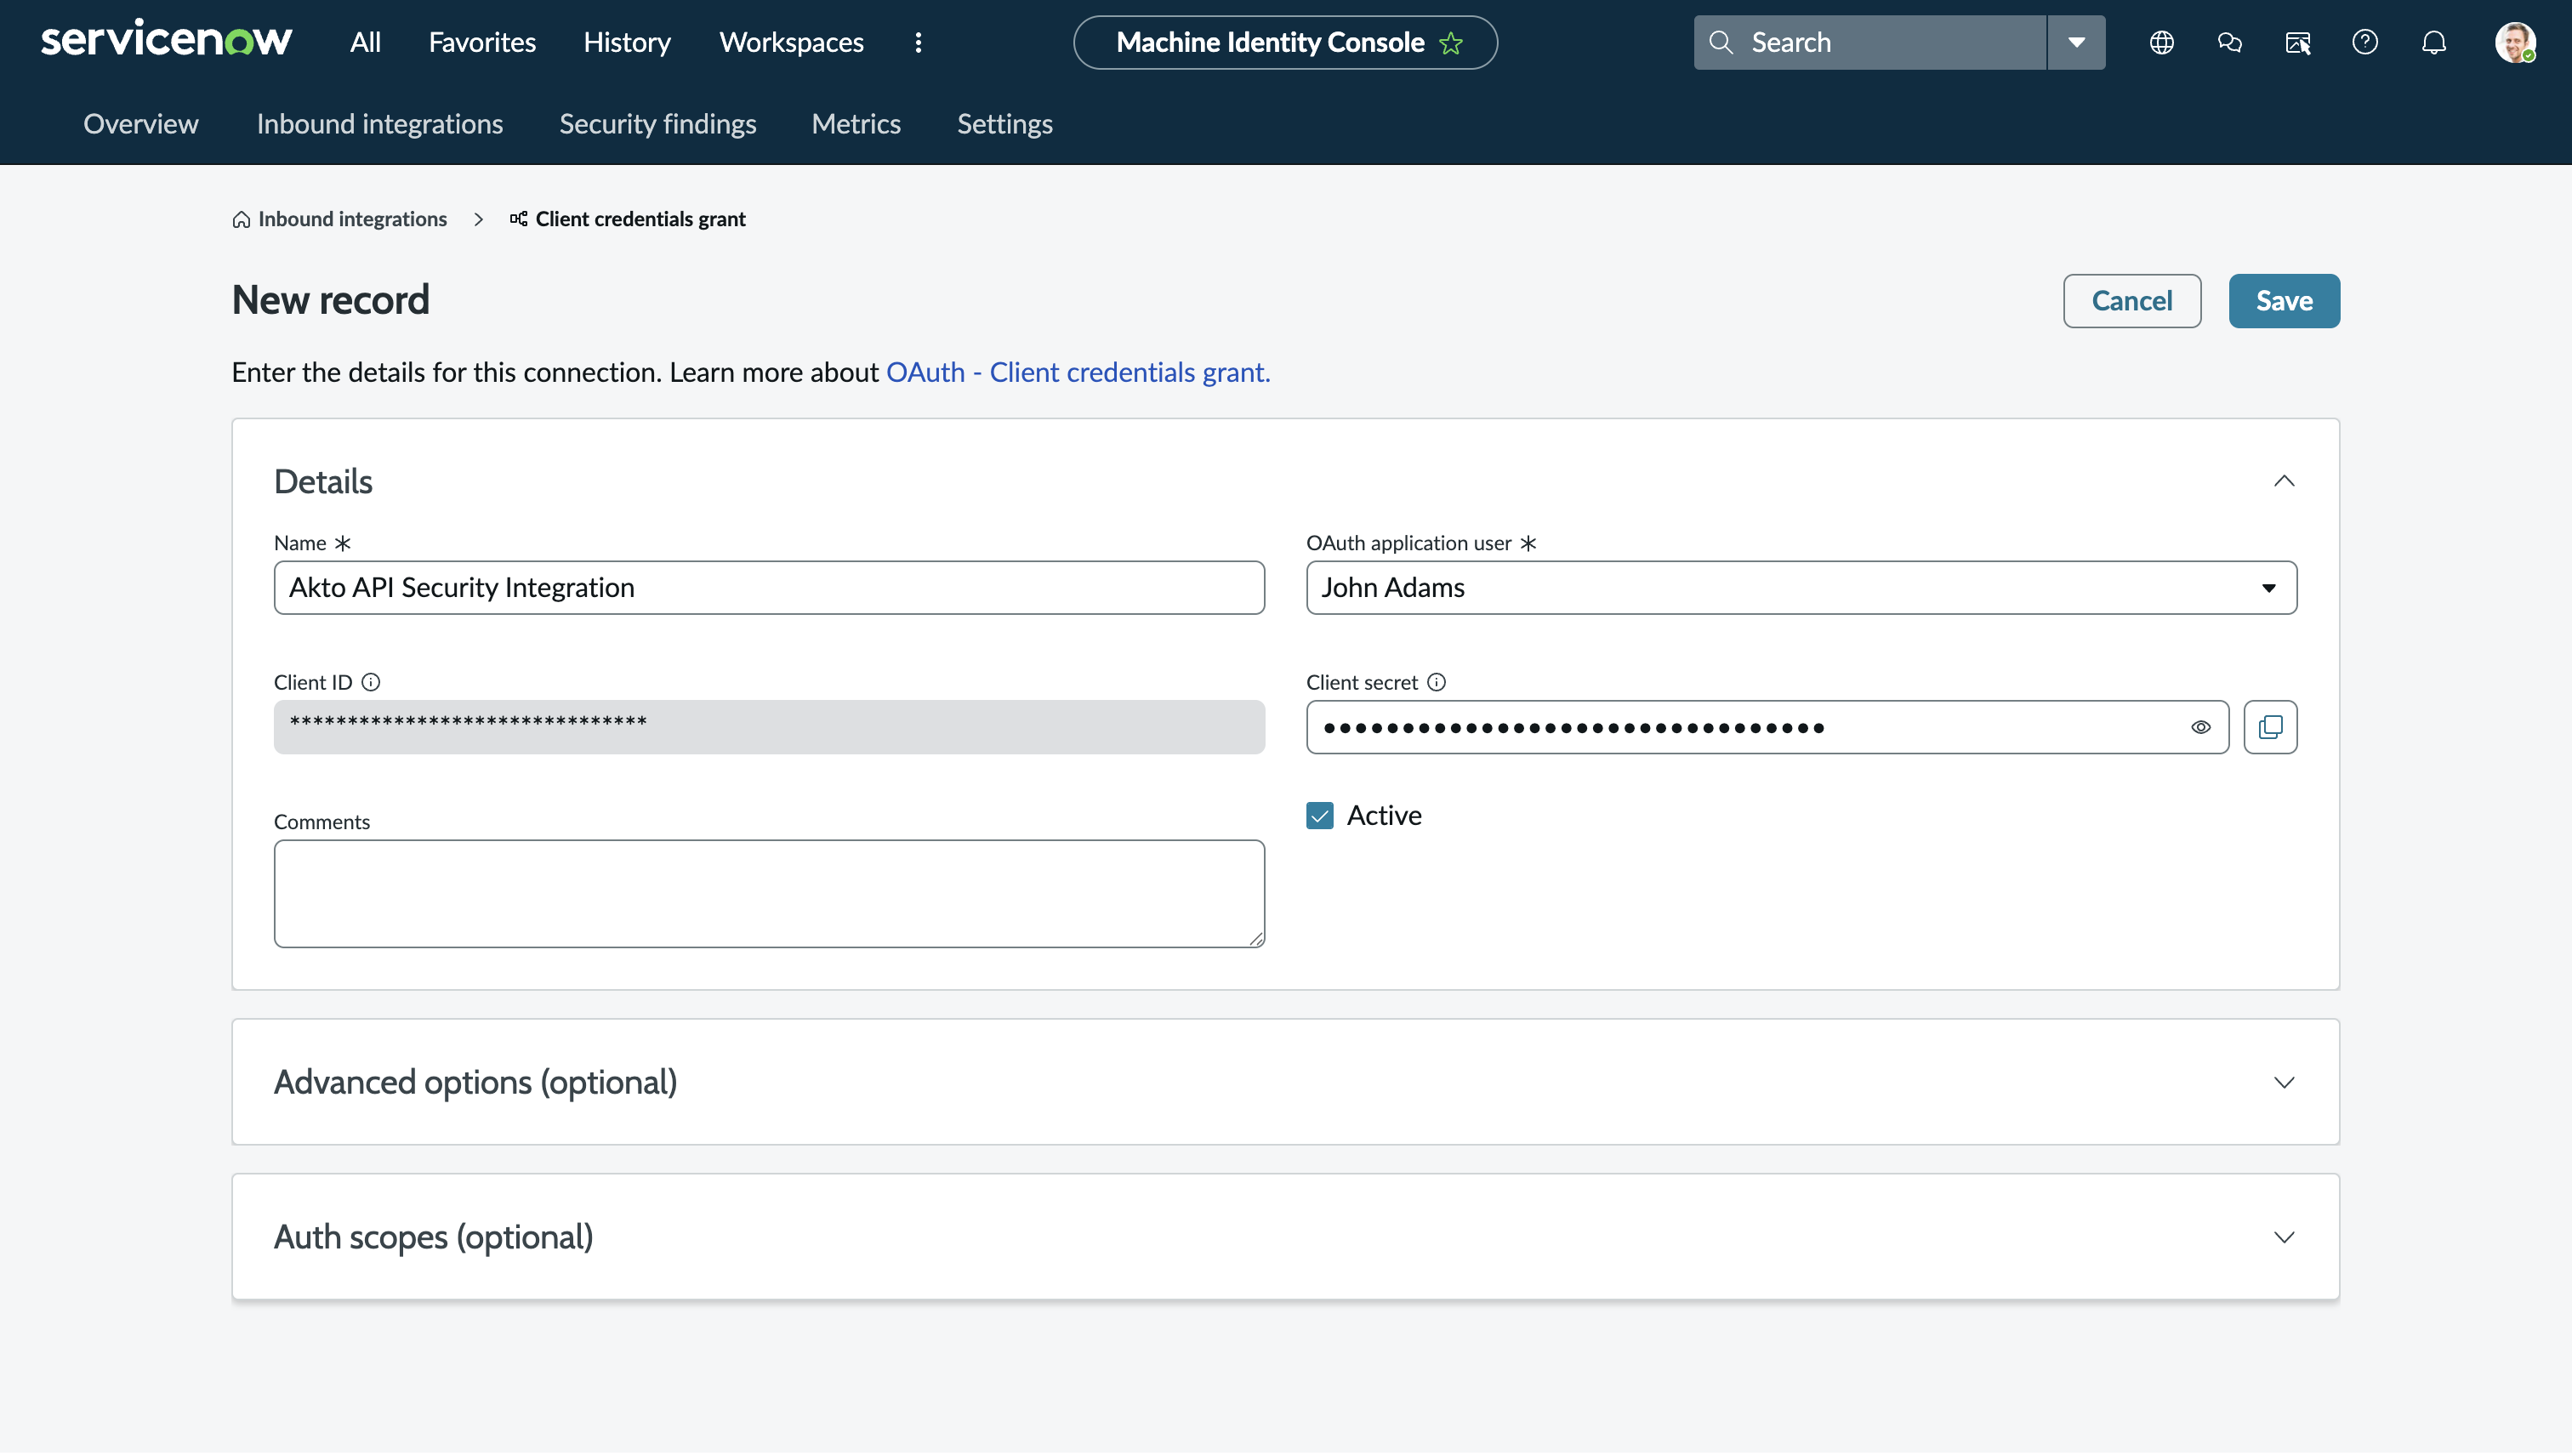 servicenow All Favorites History Workspaces Machine Identity Console Search
Overview Inbound integrations Security findings Metrics Settings
Inbound integrations > Client credentials grant
New record Cancel Save
Enter the details for this connection. Learn more about OAuth - Client credentials grant.
Details
Name * OAuth application user *
Akto API Security Integration John Adams
Client ID Client secret
******************************* ••••••••••••••••••••••••••••••••
Comments Active
Advanced options (optional)
Auth scopes (optional)